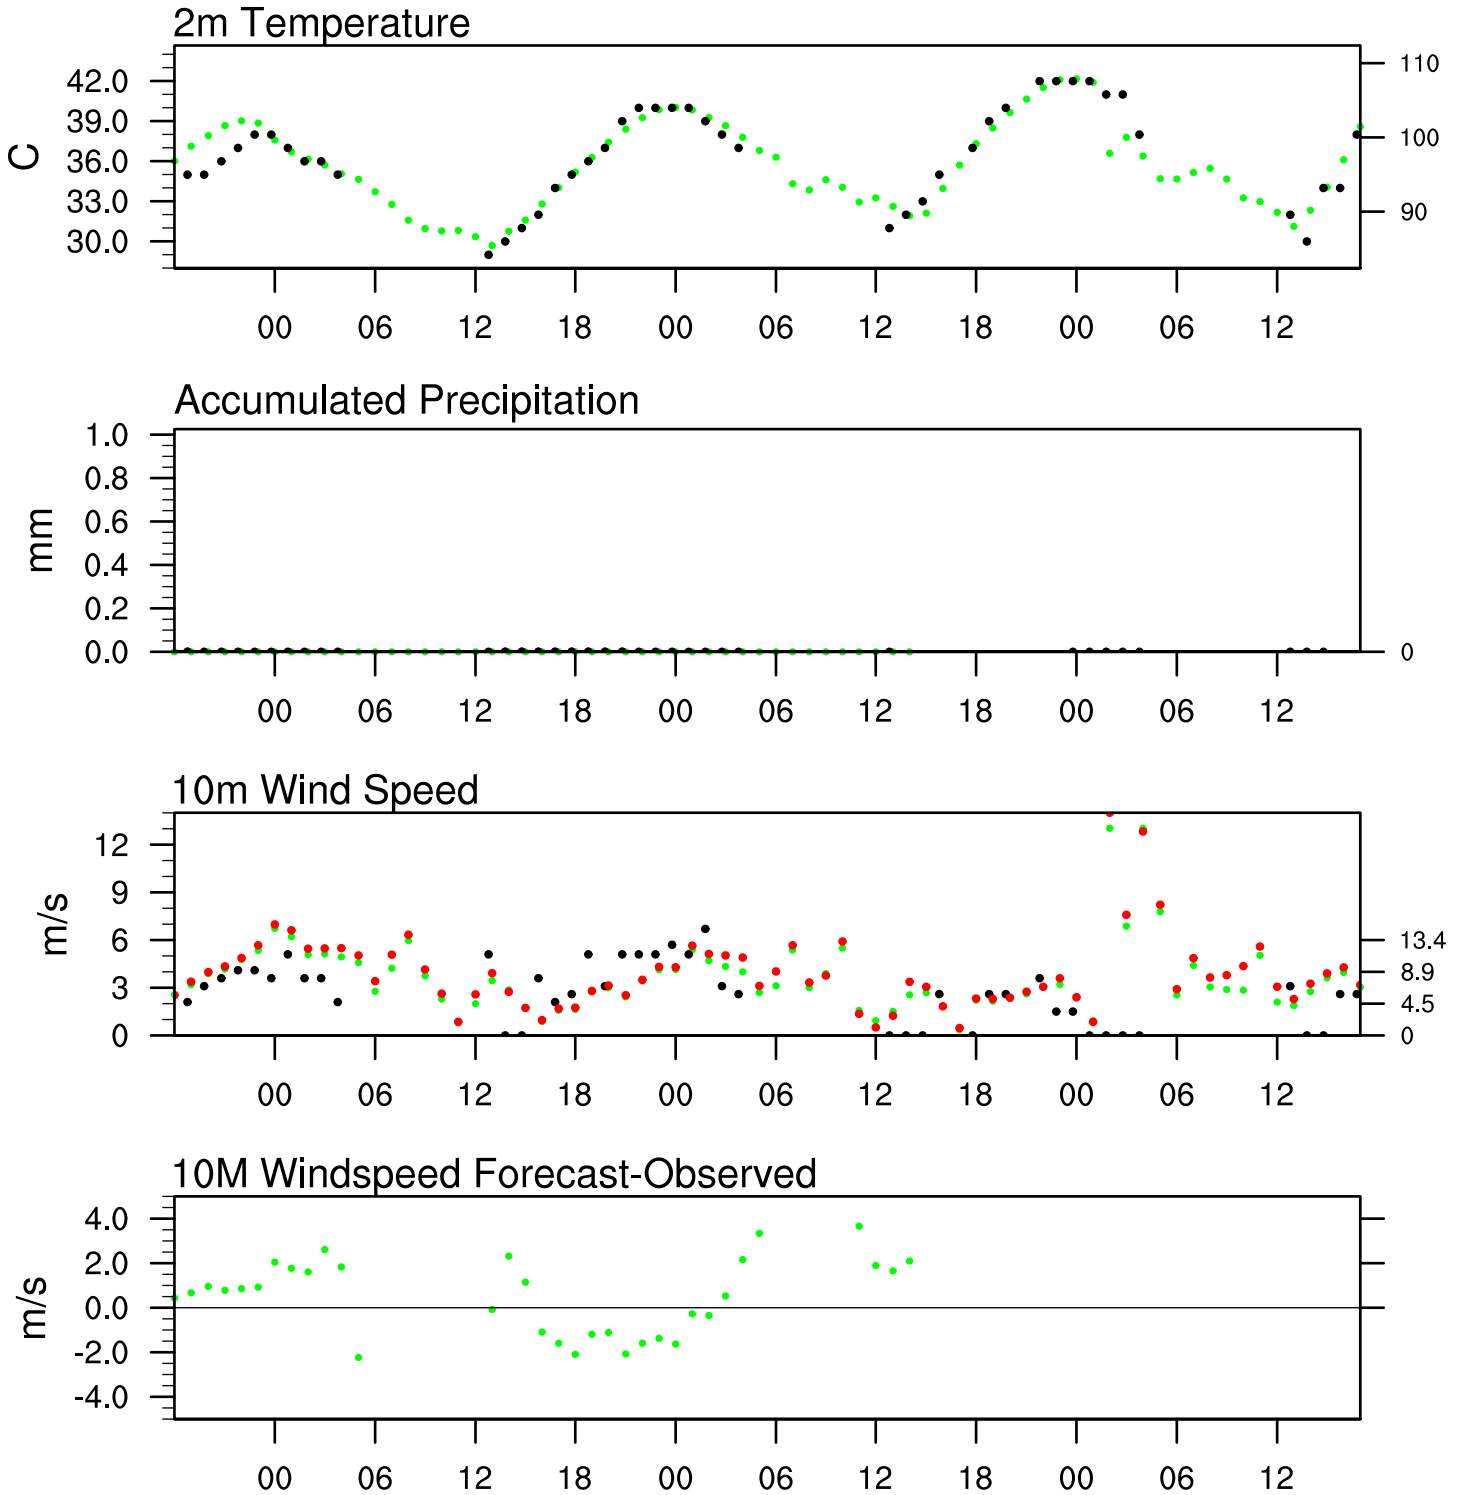 2m Temperature
42.0
39.0
36.0
33.0
30.0
C
110
100
90
00 06 12 18 00 06 12 18 00 06 12
Accumulated Precipitation
1.0
0.8
0.6
0.4
0.2
0.0
mm
0
00 06 12 18 00 06 12 18 00 06 12
10m Wind Speed
12
9
6
3
0
m/s
13.4
8.9
4.5
0
00 06 12 18 00 06 12 18 00 06 12
10M Windspeed Forecast-Observed
4.0
2.0
0.0
-2.0
-4.0
m/s
00 06 12 18 00 06 12 18 00 06 12